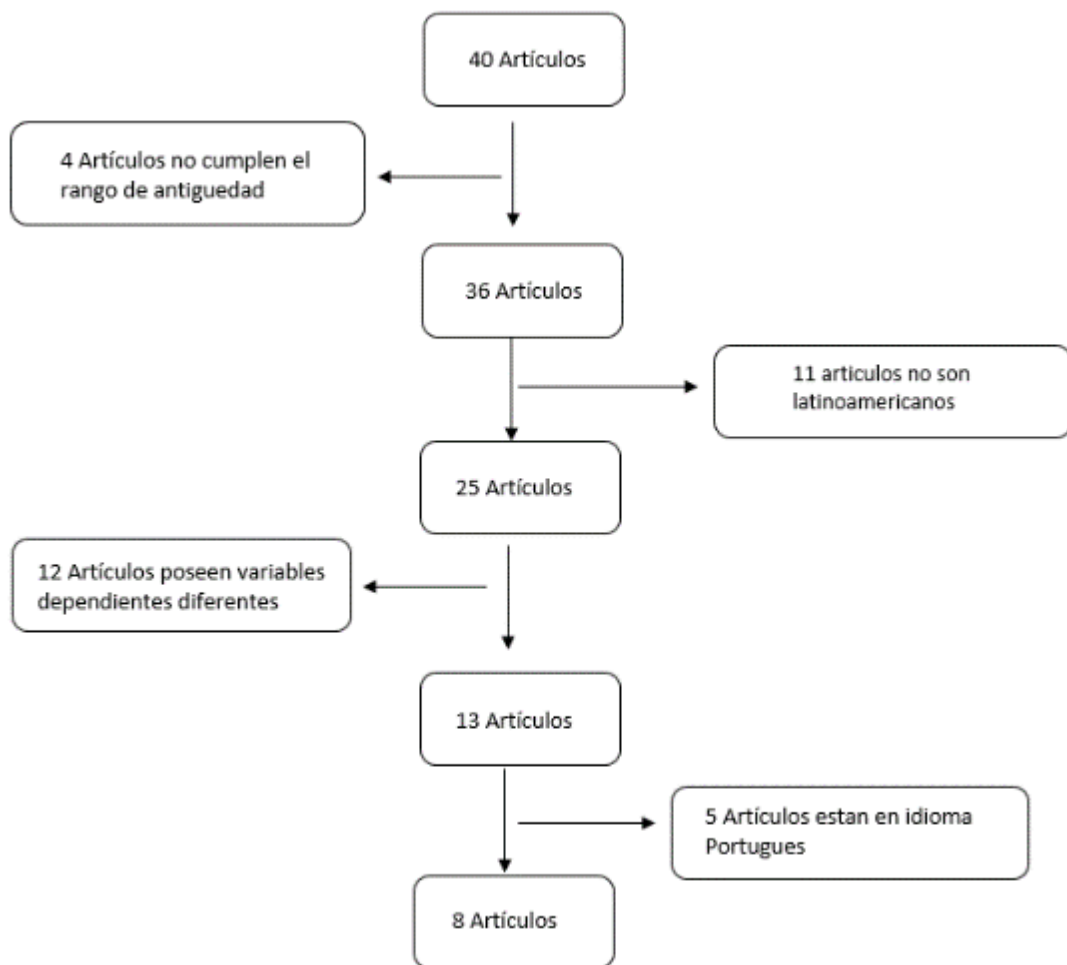 40 Artículos
4 Artículos no cumplen el
rango de antiguedad
36 Artículos
11 articulos no son
latinoamericanos
25 Artículos
12 Artículos poseen variables
dependientes diferentes
13 Artículos
5 Artículos estan en idioma
Portugues
8 Artículos